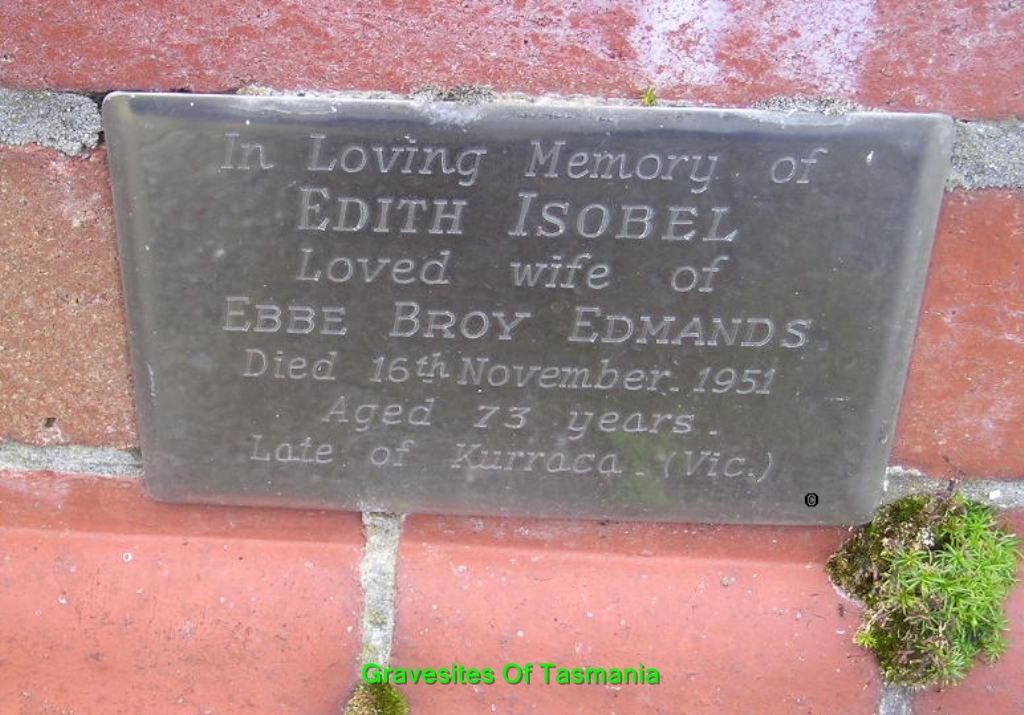 In Loving Memory of
EDITH ISOBEL
Loved wife of
EBBE BROY EDMANDS
Died 16th November. 1951
Aged 73 years.
Late of Kurraca. (Vic.)
©
Gravesites Of Tasmania